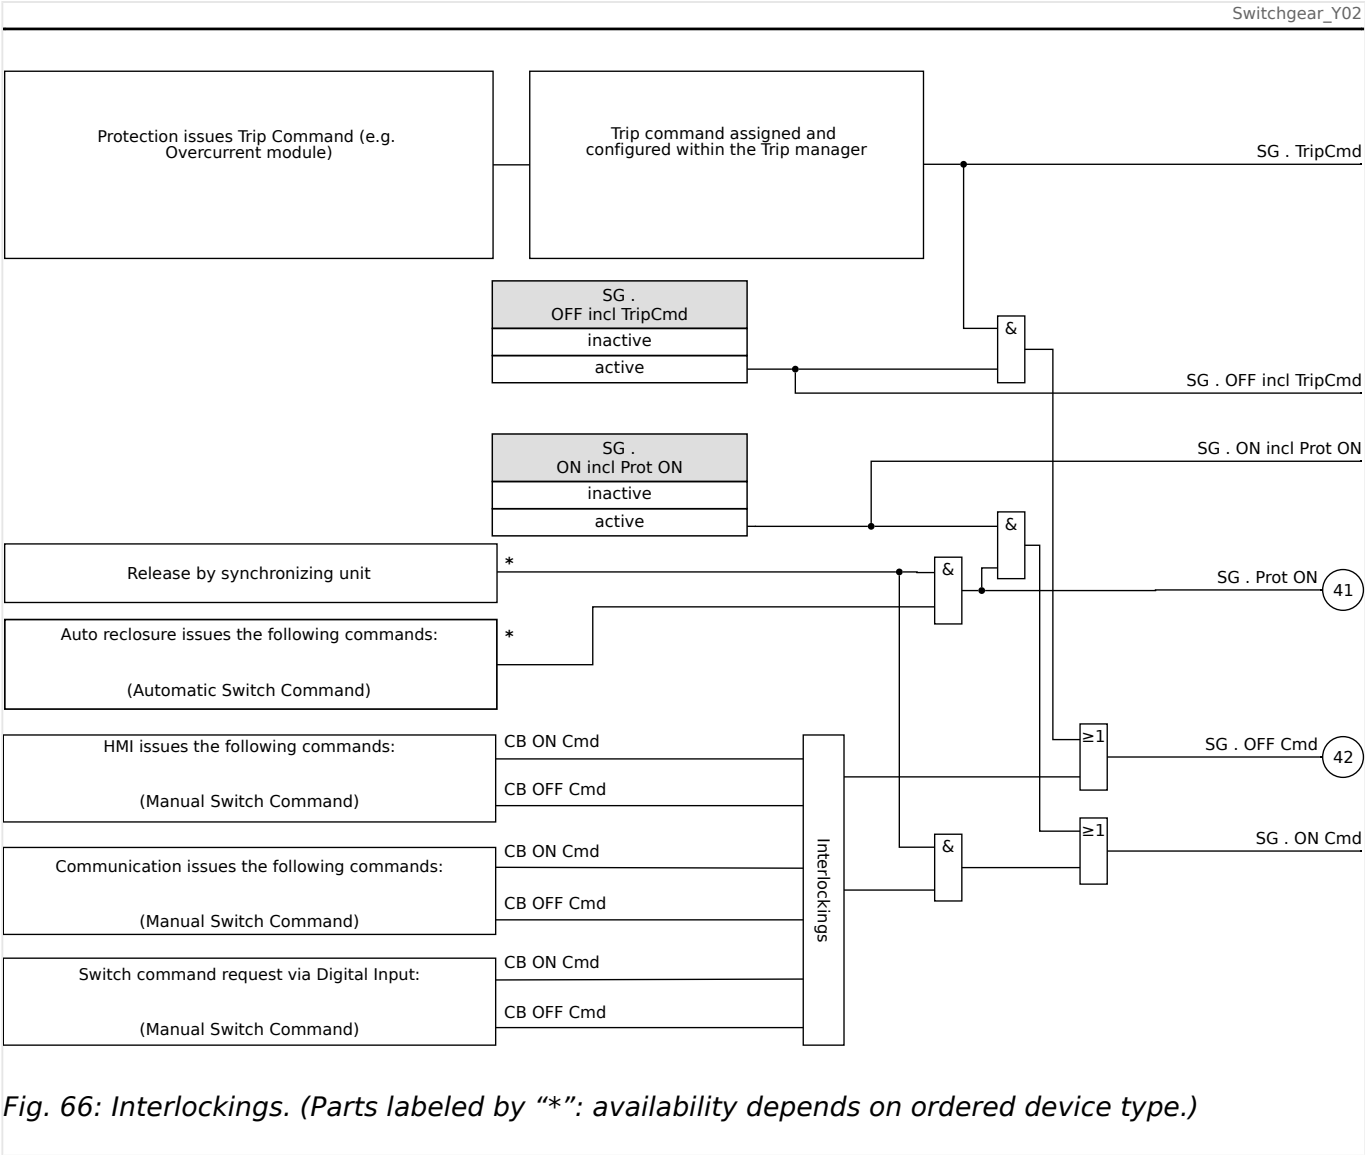 Switchgear_Y02
Protection issues Trip Command (e.g.
Overcurrent module)
Trip command assigned and
configured within the Trip manager
SG . TripCmd
SG .
OFF incl TripCmd
inactive
active
&
SG . OFF incl TripCmd
SG .
ON incl Prot ON
inactive
active
SG . ON incl Prot ON
&
Release by synchronizing unit
*
&
SG . Prot ON
41
Auto reclosure issues the following commands:
(Automatic Switch Command)
*
HMI issues the following commands:
(Manual Switch Command)
CB ON Cmd
CB OFF Cmd
≥1
SG . OFF Cmd
42
Communication issues the following commands:
(Manual Switch Command)
CB ON Cmd
CB OFF Cmd
Interlockings
&
≥1
SG . ON Cmd
Switch command request via Digital Input:
(Manual Switch Command)
CB ON Cmd
CB OFF Cmd
Fig. 66: Interlockings. (Parts labeled by “*”: availability depends on ordered device type.)